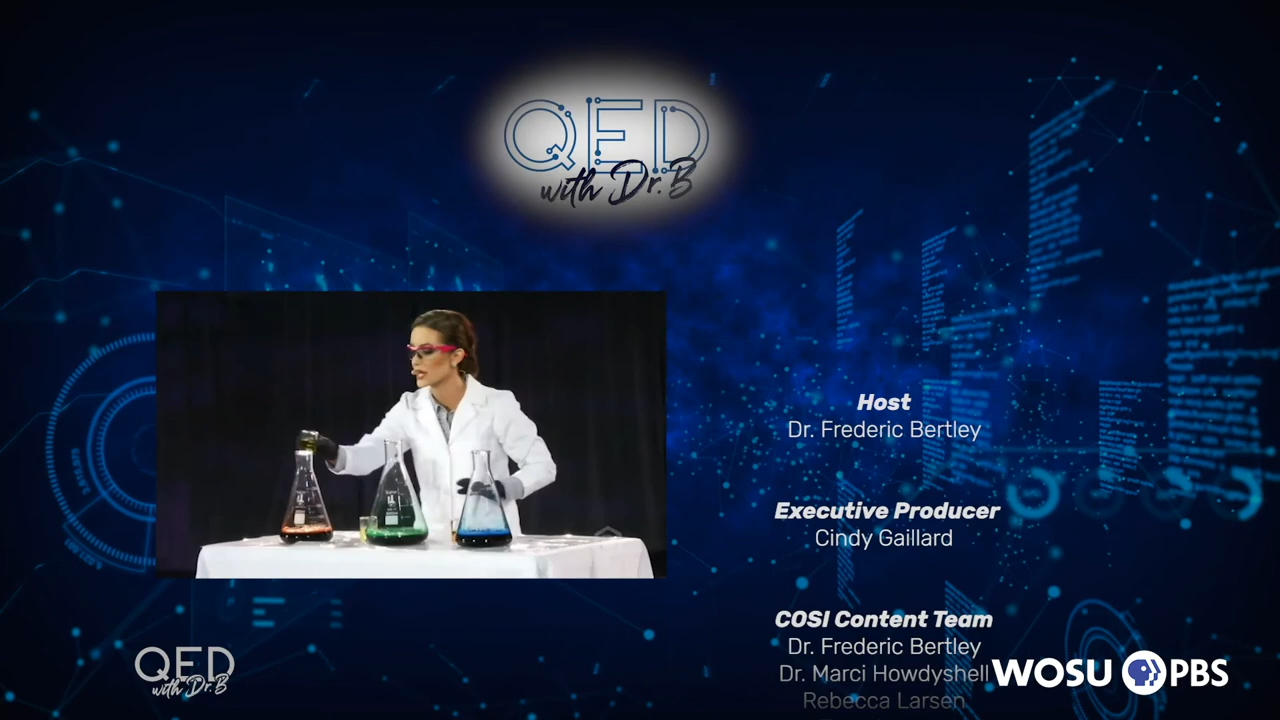 QED
with Dr. B
Host
Dr. Frederic Bertley
Executive Producer
Cindy Gaillard
COSI Content Team
Dr. Frederic Bertley
Dr. Marci Howdyshell
Rebecca Larsen
QED
with Dr. B
WOSU PBS